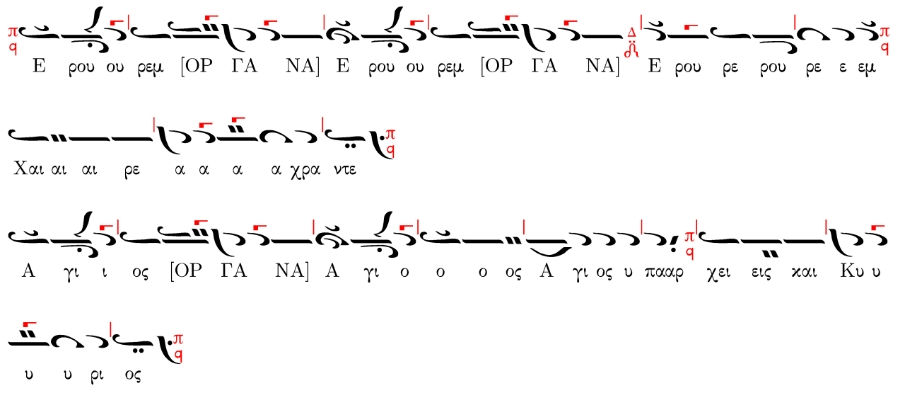 Ε ρου ου ρεμ [ΟΡ ΓΑ ΝΑ] Ε ρου ου ρεμ [ΟΡ ΓΑ ΝΑ] Ε ρου ρε ρου ρε ε εμ
Χαι αι αι ρε α α α α χρα ντε
Α γι ι ος [ΟΡ ΓΑ ΝΑ] Α γι ο ο ο ος Α γι ος υ πααρ χει εις και Κυ υ
υ υ ρι ος